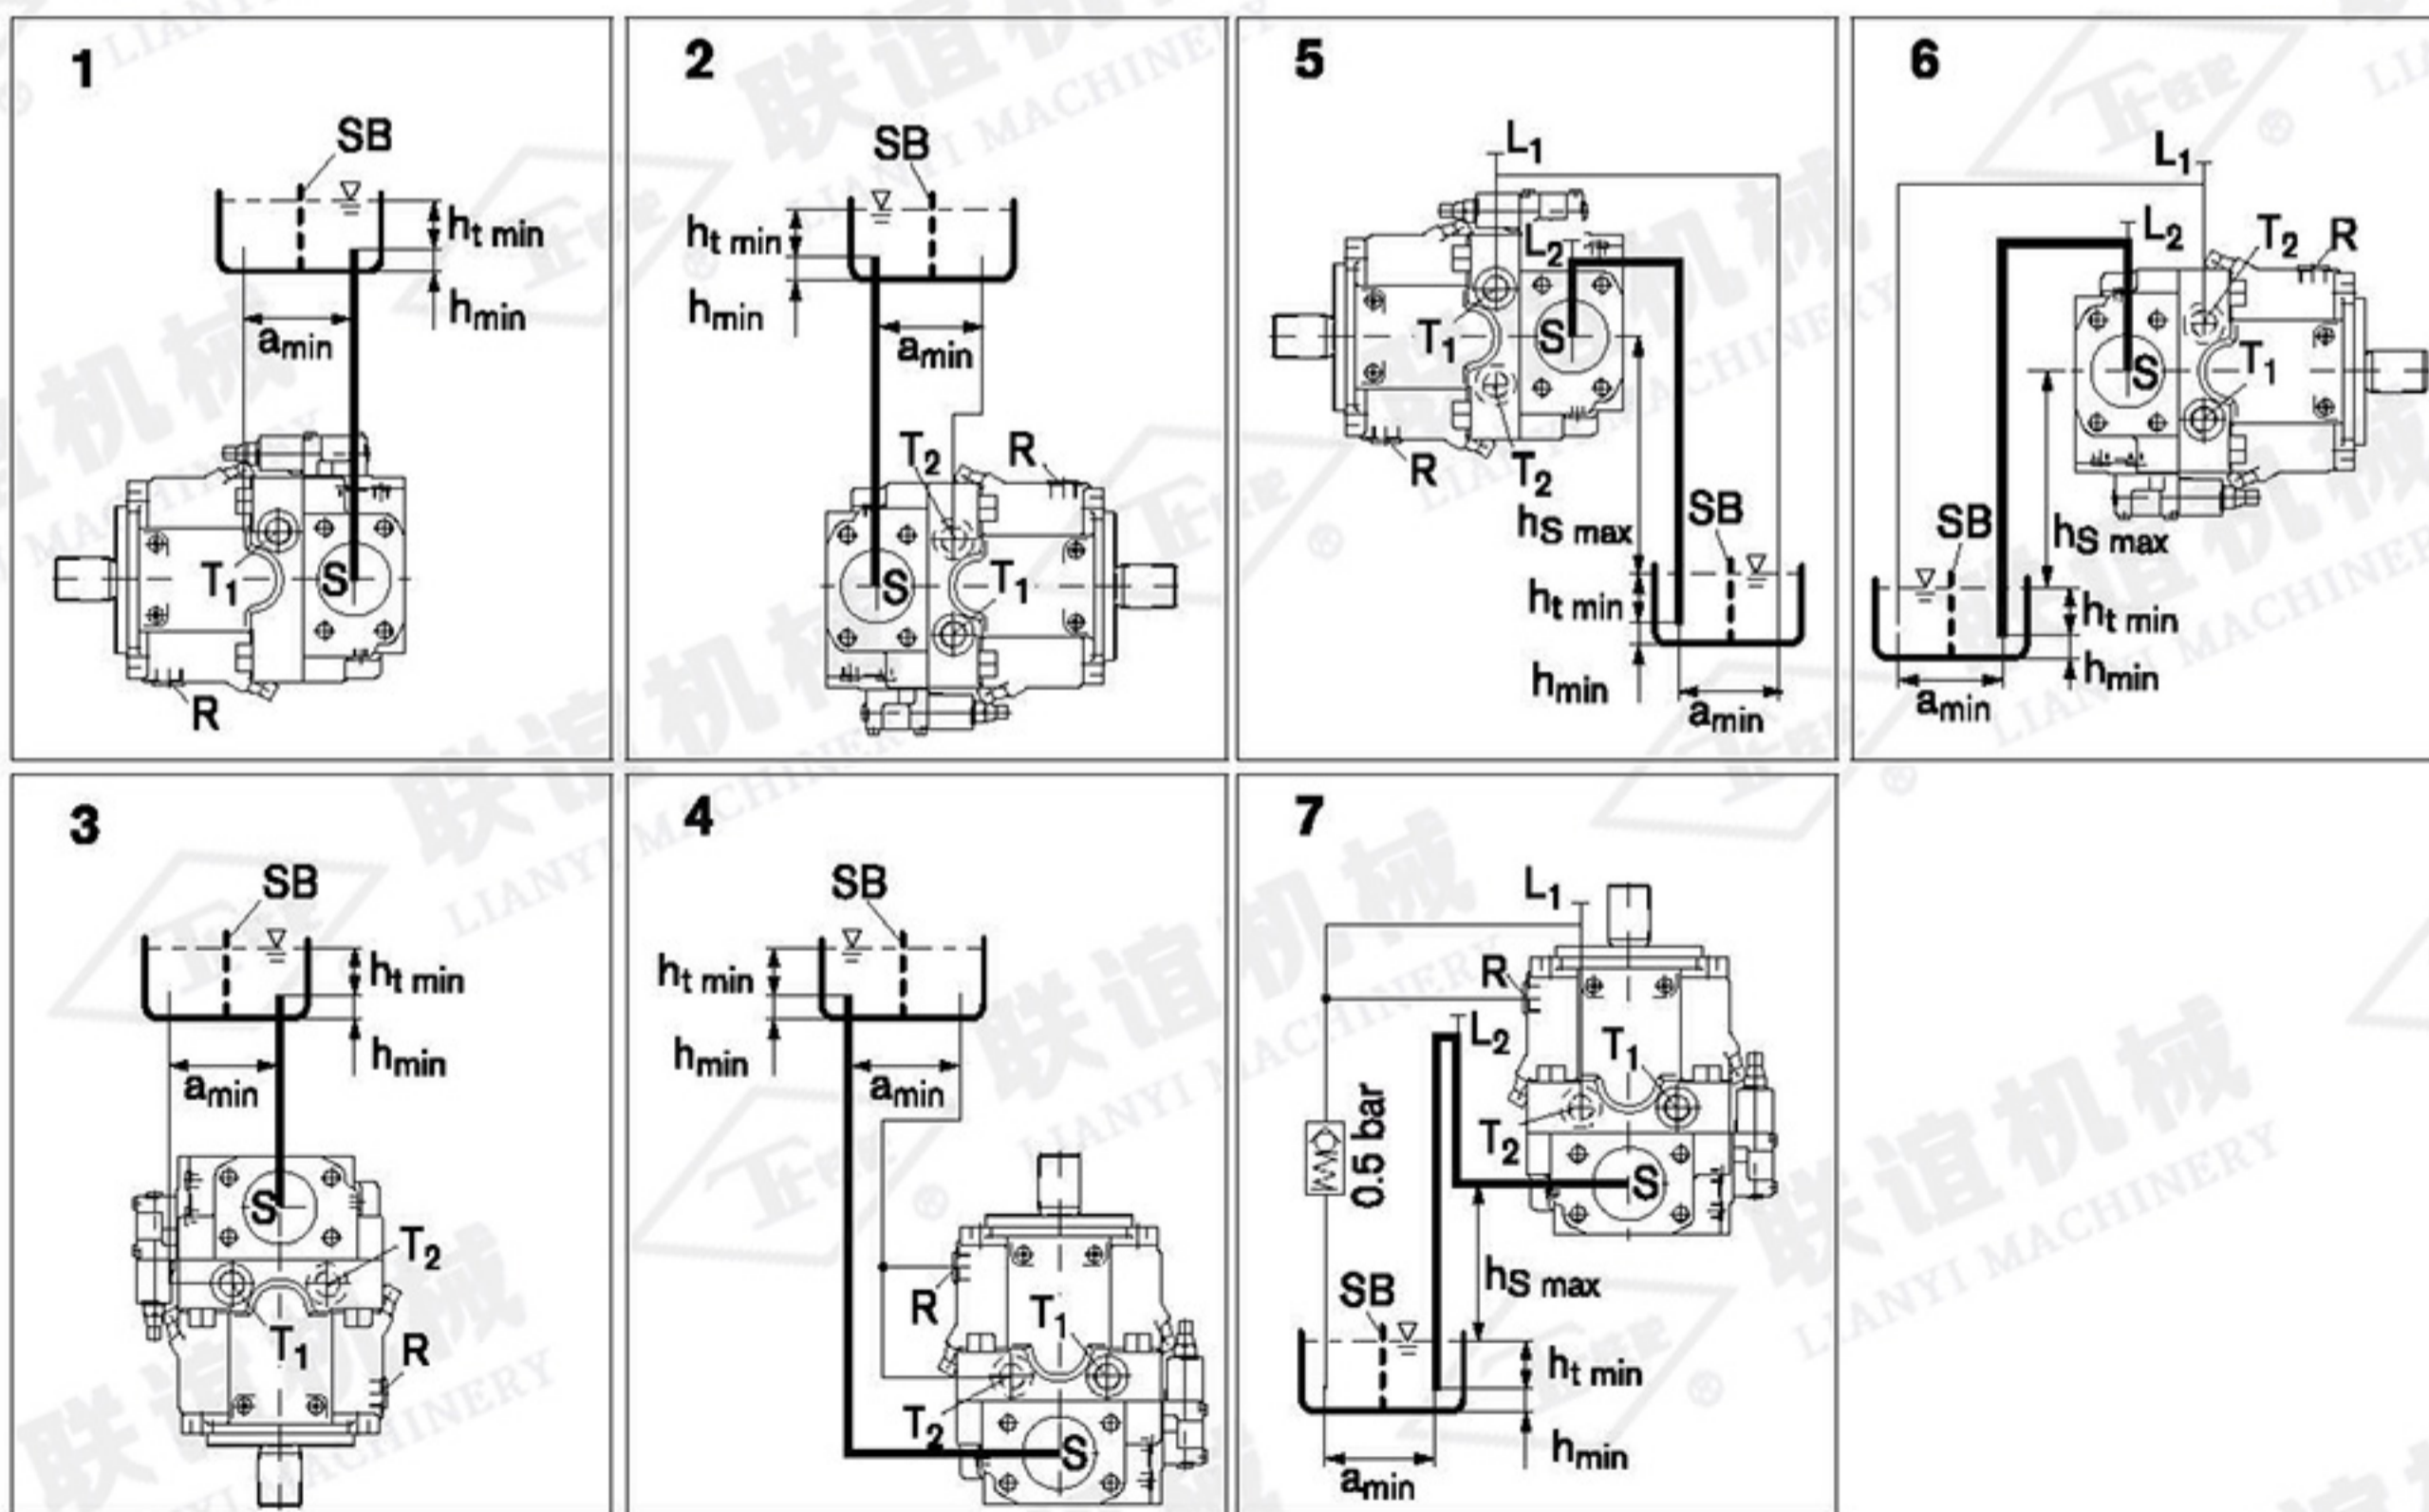 1
SB
ht min
hmin
amin
T1
S
R
2
SB
ht min
hmin
amin
T2
R
S
T1
5
L1
L2
T1
S
R
T2
hS max
SB
ht min
hmin
amin
6
L1
L2
T2
R
S
T1
SB
hS max
ht min
hmin
amin
3
SB
ht min
hmin
amin
S
T2
T1
R
4
SB
ht min
hmin
amin
R
T1
T2
S
7
L1
R
L2
T1
T2
0.5 bar
S
hS max
SB
ht min
hmin
amin
联谊机械
LIANYI MACHINERY